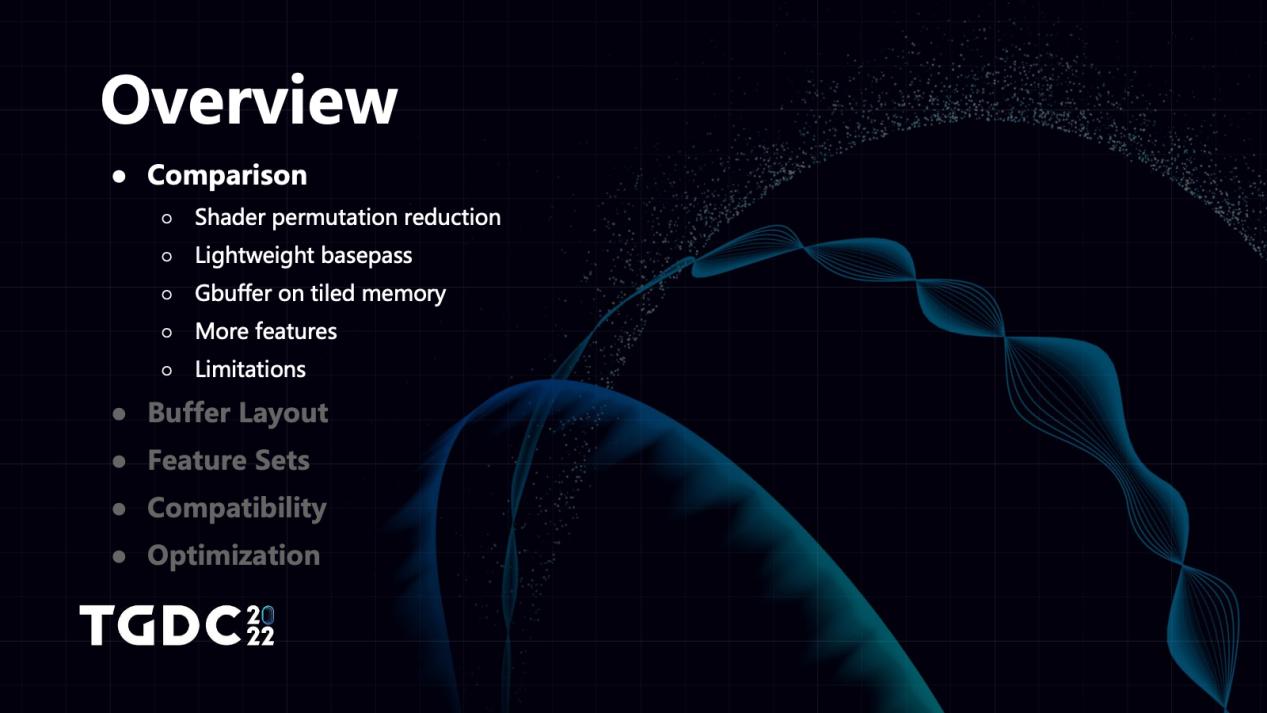 Overview
● Comparison
○ Shader permutation reduction
○ Lightweight basepass
○ Gbuffer on tiled memory
○ More features
○ Limitations
● Buffer Layout
● Feature Sets
● Compatibility
● Optimization
TGDC 2022